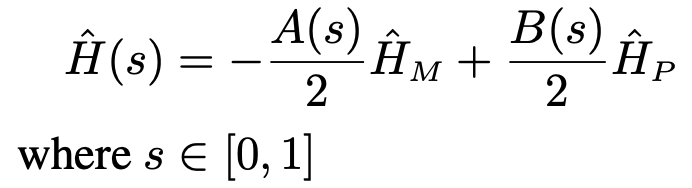 Ĥ(s) = −A(s)/2 Ĥ_M + B(s)/2 Ĥ_P
where s ∈ [0, 1]